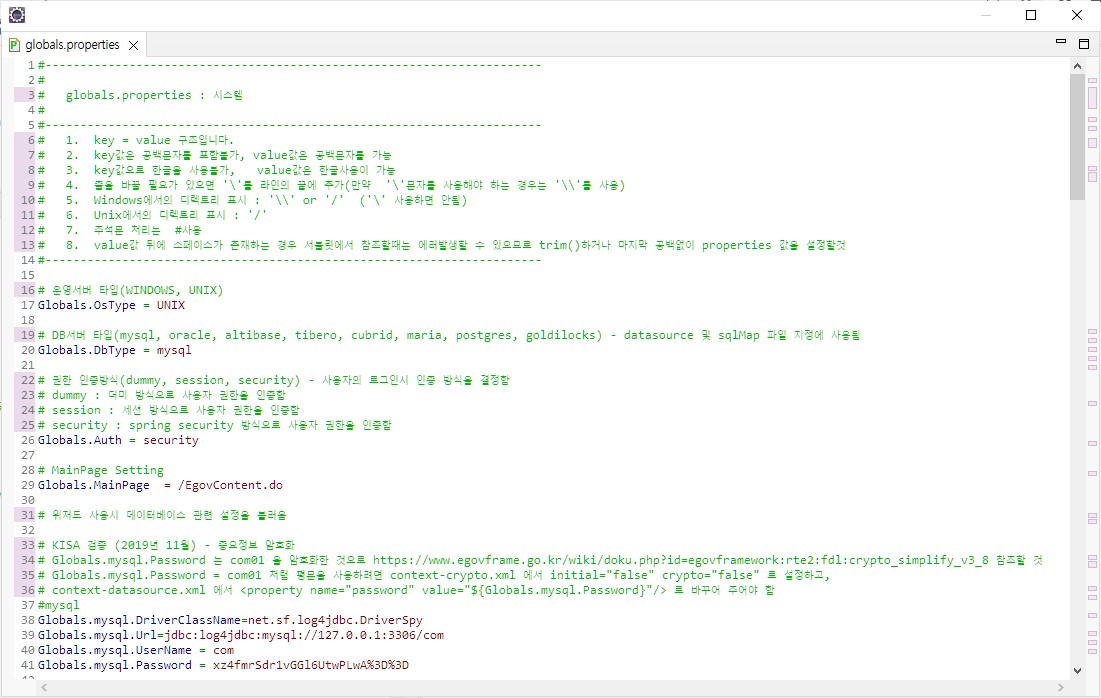 globals.properties
1 #-----------------------------------------------------------------------
2 #
3 #   globals.properties : 시스템
4 #
5 #-----------------------------------------------------------------------
6 #   1.  key = value 구조입니다.
7 #   2.  key값은 공백문자를 포함불가, value값은 공백문자를 가능
8 #   3.  key값으로 한글을 사용불가,   value값은 한글사용이 가능
9 #   4.  줄을 바꿀 필요가 있으면 '\'를 라인의 끝에 추가(만약  '\'문자를 사용해야 하는 경우는 '\\'를 사용)
10 #   5.  Windows에서의 디렉토리 표시 : '\\' or '/'  ('\' 사용하면 안됨)
11 #   6.  Unix에서의 디렉토리 표시 : '/'
12 #   7.  주석문 처리는  #사용
13 #   8.  value값 뒤에 스페이스가 존재하는 경우 서블릿에서 참조할때는 에러발생할 수 있으므로 trim()하거나 마지막 공백없이 properties 값을 설정할것
14 #-----------------------------------------------------------------------
15
16 # 운영서버 타입(WINDOWS, UNIX)
17 Globals.OsType = UNIX
18
19 # DB서버 타입(mysql, oracle, altibase, tibero, cubrid, maria, postgres, goldilocks) - datasource 및 sqlMap 파일 지정에 사용됨
20 Globals.DbType = mysql
21
22 # 권한 인증방식(dummy, session, security) - 사용자의 로그인시 인증 방식을 결정함
23 # dummy : 더미 방식으로 사용자 권한을 인증함
24 # session : 세션 방식으로 사용자 권한을 인증함
25 # security : spring security 방식으로 사용자 권한을 인증함
26 Globals.Auth = security
27
28 # MainPage Setting
29 Globals.MainPage  = /EgovContent.do
30
31 # 위저드 사용시 데이터베이스 관련 설정을 불러옴
32
33 # KISA 검증 (2019년 11월) - 중요정보 암호화
34 # Globals.mysql.Password 는 com01 을 암호화한 것으로 https://www.egovframe.go.kr/wiki/doku.php?id=egovframework:rte2:fdl:crypto_simplify_v3_8 참조할 것
35 # Globals.mysql.Password = com01 처럼 평문을 사용하려면 context-crypto.xml 에서 initial="false" crypto="false" 로 설정하고,
36 # context-datasource.xml 에서 <property name="password" value="${Globals.mysql.Password}"/> 로 바꾸어 주어야 함
37 #mysql
38 Globals.mysql.DriverClassName=net.sf.log4jdbc.DriverSpy
39 Globals.mysql.Url=jdbc:log4jdbc:mysql://127.0.0.1:3306/com
40 Globals.mysql.UserName = com
41 Globals.mysql.Password = xz4fmrSdr1vGGl6UtwPLwA%3D%3D